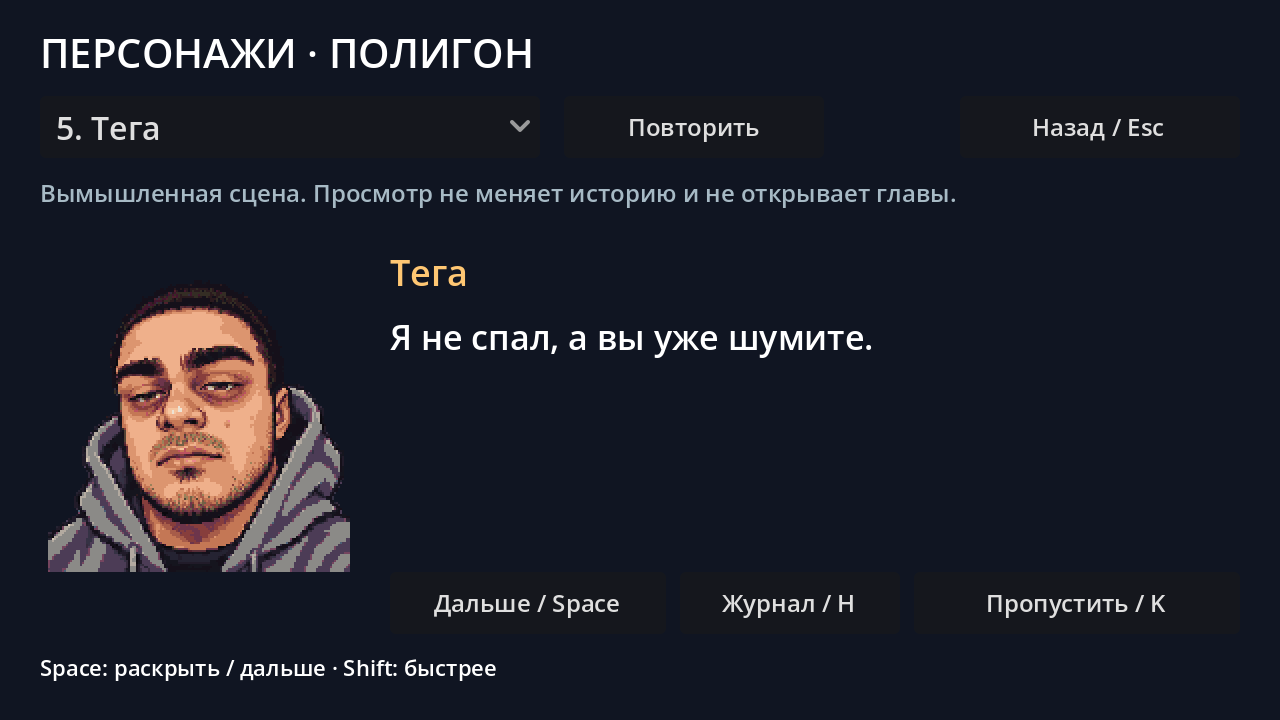 ПЕРСОНАЖИ · ПОЛИГОН
5. Тега
Повторить
Назад / Esc
Вымышленная сцена. Просмотр не меняет историю и не открывает главы.
Тега
Я не спал, а вы уже шумите.
Дальше / Space
Журнал / H
Пропустить / K
Space: раскрыть / дальше · Shift: быстрее